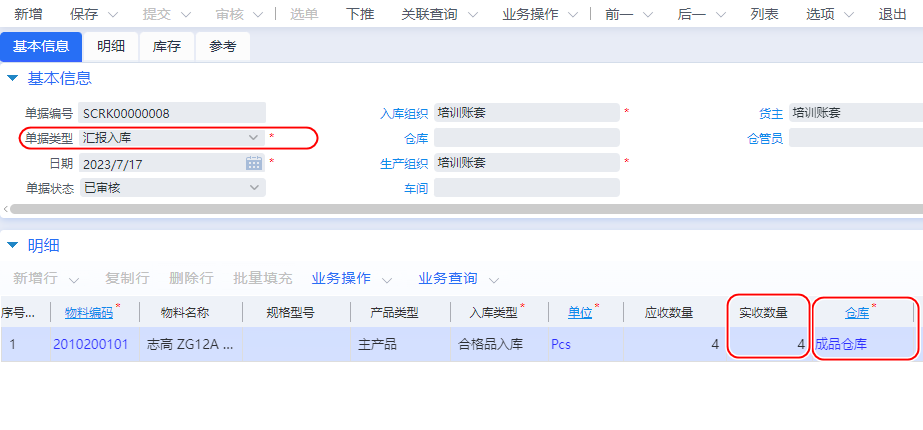 新增 保存 提交 审核 选单 下推 关联查询 业务操作 前一 后一 列表 选项 退出
基本信息 明细 库存 参考
基本信息
单据编号 SCRK00000008 入库组织 培训账套 * 货主 培训账套
单据类型 汇报入库 * 仓库 仓管员
日期 2023/7/17 * 生产组织 培训账套 *
单据状态 已审核 车间
明细
新增行 复制行 删除行 批量填充 业务操作 业务查询
序号... 物料编码* 物料名称 规格型号 产品类型 入库类型* 单位* 应收数量 实收数量 仓库*
1 2010200101 志高 ZG12A ... 主产品 合格品入库 Pcs 4 4 成品仓库